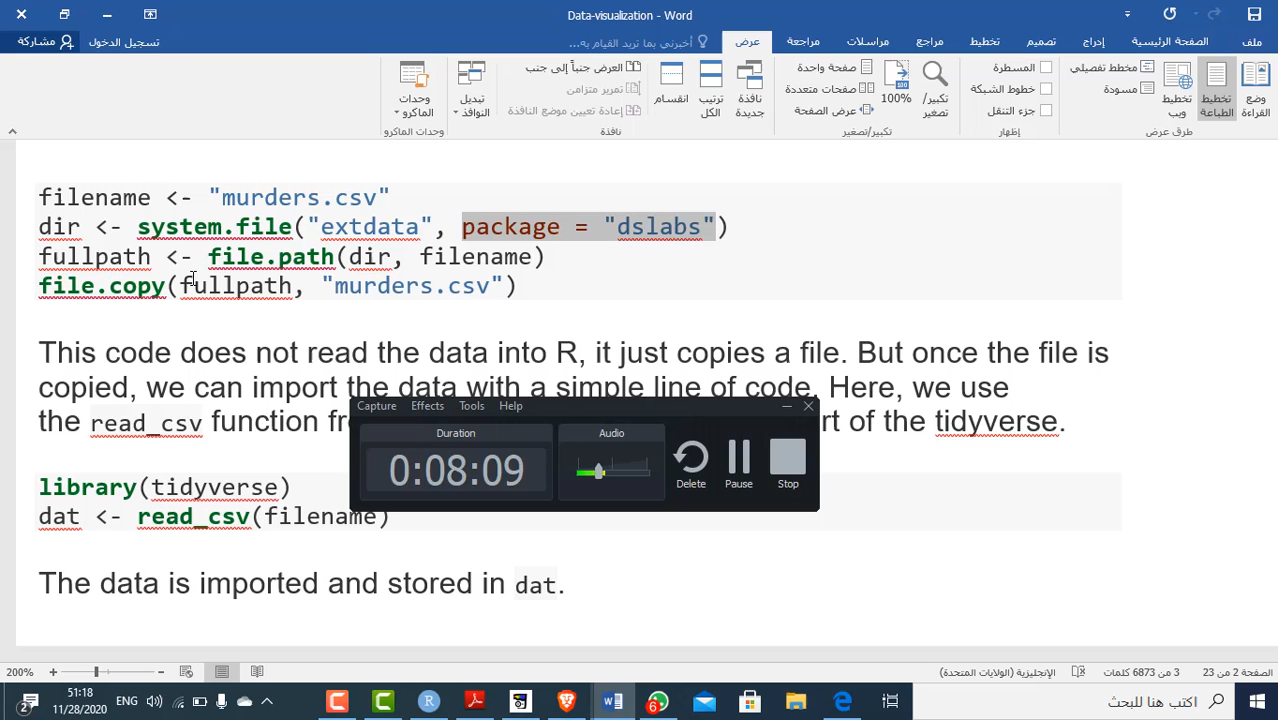 Data-visualization - Word
ملف
الصفحة الرئيسية
إدراج
تصميم
تخطيط
مراجع
مراسلات
مراجعة
عرض
أخبرني بما تريد القيام به...
تسجيل الدخول
مشاركة
وضع القراءة
تخطيط الطباعة
تخطيط ويب
مخطط تفصيلي
مسودة
طرق عرض
المسطرة
خطوط الشبكة
جزء التنقل
إظهار
تكبير/تصغير
100%
صفحة واحدة
صفحات متعددة
عرض الصفحة
تكبير/تصغير
نافذة جديدة
ترتيب الكل
انقسام
العرض جنباً إلى جنب
تمرير متزامن
إعادة تعيين موضع النافذة
نافذة
تبديل النوافذ
وحدات الماكرو
وحدات الماكرو
filename <- "murders.csv"
dir <- system.file("extdata", package = "dslabs")
fullpath <- file.path(dir, filename)
file.copy(fullpath, "murders.csv")
This code does not read the data into R, it just copies a file. But once the file is
copied, we can import the data with a simple line of code. Here, we use
the read_csv function fr rt of the tidyverse.
Capture Effects Tools Help
Duration
0:08:09
Audio
Delete
Pause
Stop
library(tidyverse)
dat <- read_csv(filename)
The data is imported and stored in dat.
الصفحة 2 من 23
3 من 6873 كلمات
الإنجليزية (الولايات المتحدة)
200%
اكتب هنا للبحث
6
ENG
51:18
11/28/2020
2